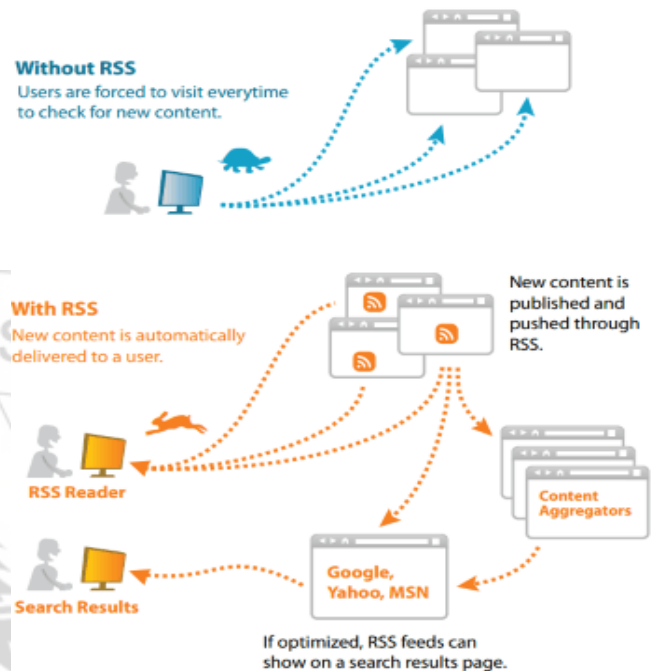 Without RSS
Users are forced to visit everytime
to check for new content.
With RSS
New content is automatically
delivered to a user.
New content is
published and
pushed through
RSS.
RSS Reader
Content
Aggregators
Google,
Yahoo, MSN
Search Results
If optimized, RSS feeds can
show on a search results page.